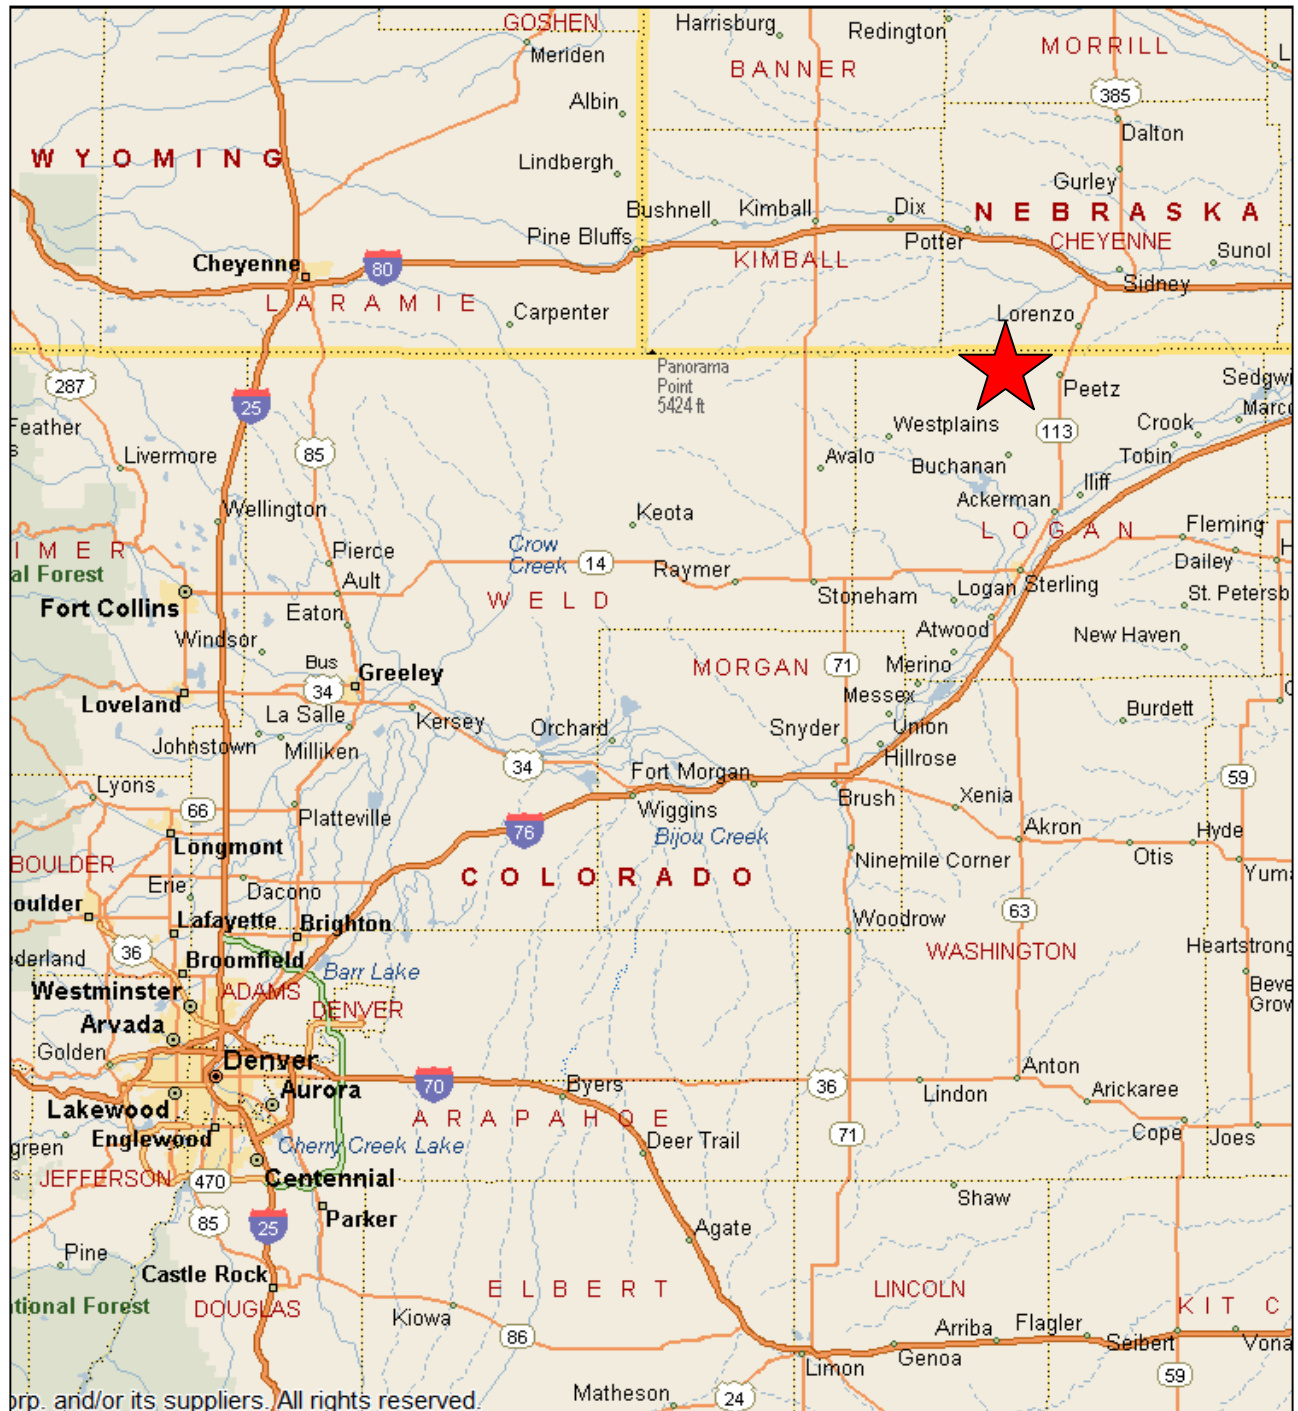 GOSHEN
Harrisburg
Redington
Meriden
MORRILL
BANNER
L
385
Albin
Dalton
WYOMING
Lindbergh
Gurley
Bushnell
Kimball
Dix
NEBRASKA
Pine Bluffs
Potter
CHEYENNE
Sunol
Cheyenne
80
KIMBALL
Sidney
LARAMIE
Carpenter
Lorenzo
Panorama
Point
5424 ft
287
25
Peetz
Sedgwi
Marco
Feather
s
85
Westplains
113
Crook
Livermore
Avalo
Buchanan
Tobin
Iliff
Ackerman
Wellington
Keota
LOGAN
Fleming
IMER
Pierce
Crow
Creek
14
Raymer
Dailey
H
al Forest
Ault
Stoneham
Logan
Sterling
St. Petersb
Fort Collins
Eaton
WELD
Atwood
New Haven
Windsor
Bus
34
Greeley
MORGAN
71
Merino
Messex
Loveland
La Salle
Kersey
Orchard
Snyder
Union
Burdett
C
Johnstown
Milliken
34
Fort Morgan
Hillrose
59
Lyons
66
Platteville
Wiggins
Brush
Xenia
76
Bijou Creek
Akron
Hyde
Longmont
BOULDER
Ninemile Corner
Otis
Yuma
COLORADO
Erie
Dacono
oulder
Lafayette
Brighton
Woodrow
63
36
WASHINGTON
Heartstrong
ederland
Broomfield
Barr Lake
Westminster
ADAMS
DENVER
Beve
Grov
Arvada
Golden
Denver
Anton
70
Byers
36
Lindon
Arickaree
Aurora
Lakewood
ARAPAHOE
Englewood
Cherry Creek Lake
Deer Trail
71
Cope
Joes
green
s
JEFFERSON
470
Centennial
Shaw
85
25
Parker
Agate
Pine
Castle Rock
ELBERT
LINCOLN
ational Forest
DOUGLAS
Kiowa
86
KIT C
Arriba
Flagler
Seibert
Vona
Genoa
Limon
59
Matheson
24
orp. and/or its suppliers. All rights reserved.